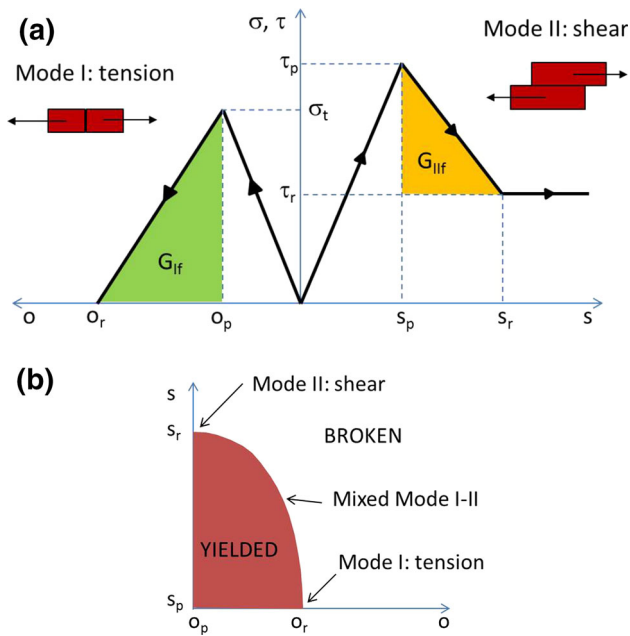 (a)
σ, τ
Mode I: tension
Mode II: shear
τp
σt
GIIf
τr
GIf
o
or
op
sp
sr
s
(b)
Mode II: shear
s
sr
BROKEN
Mixed Mode I-II
YIELDED
Mode I: tension
sp
op
or
o